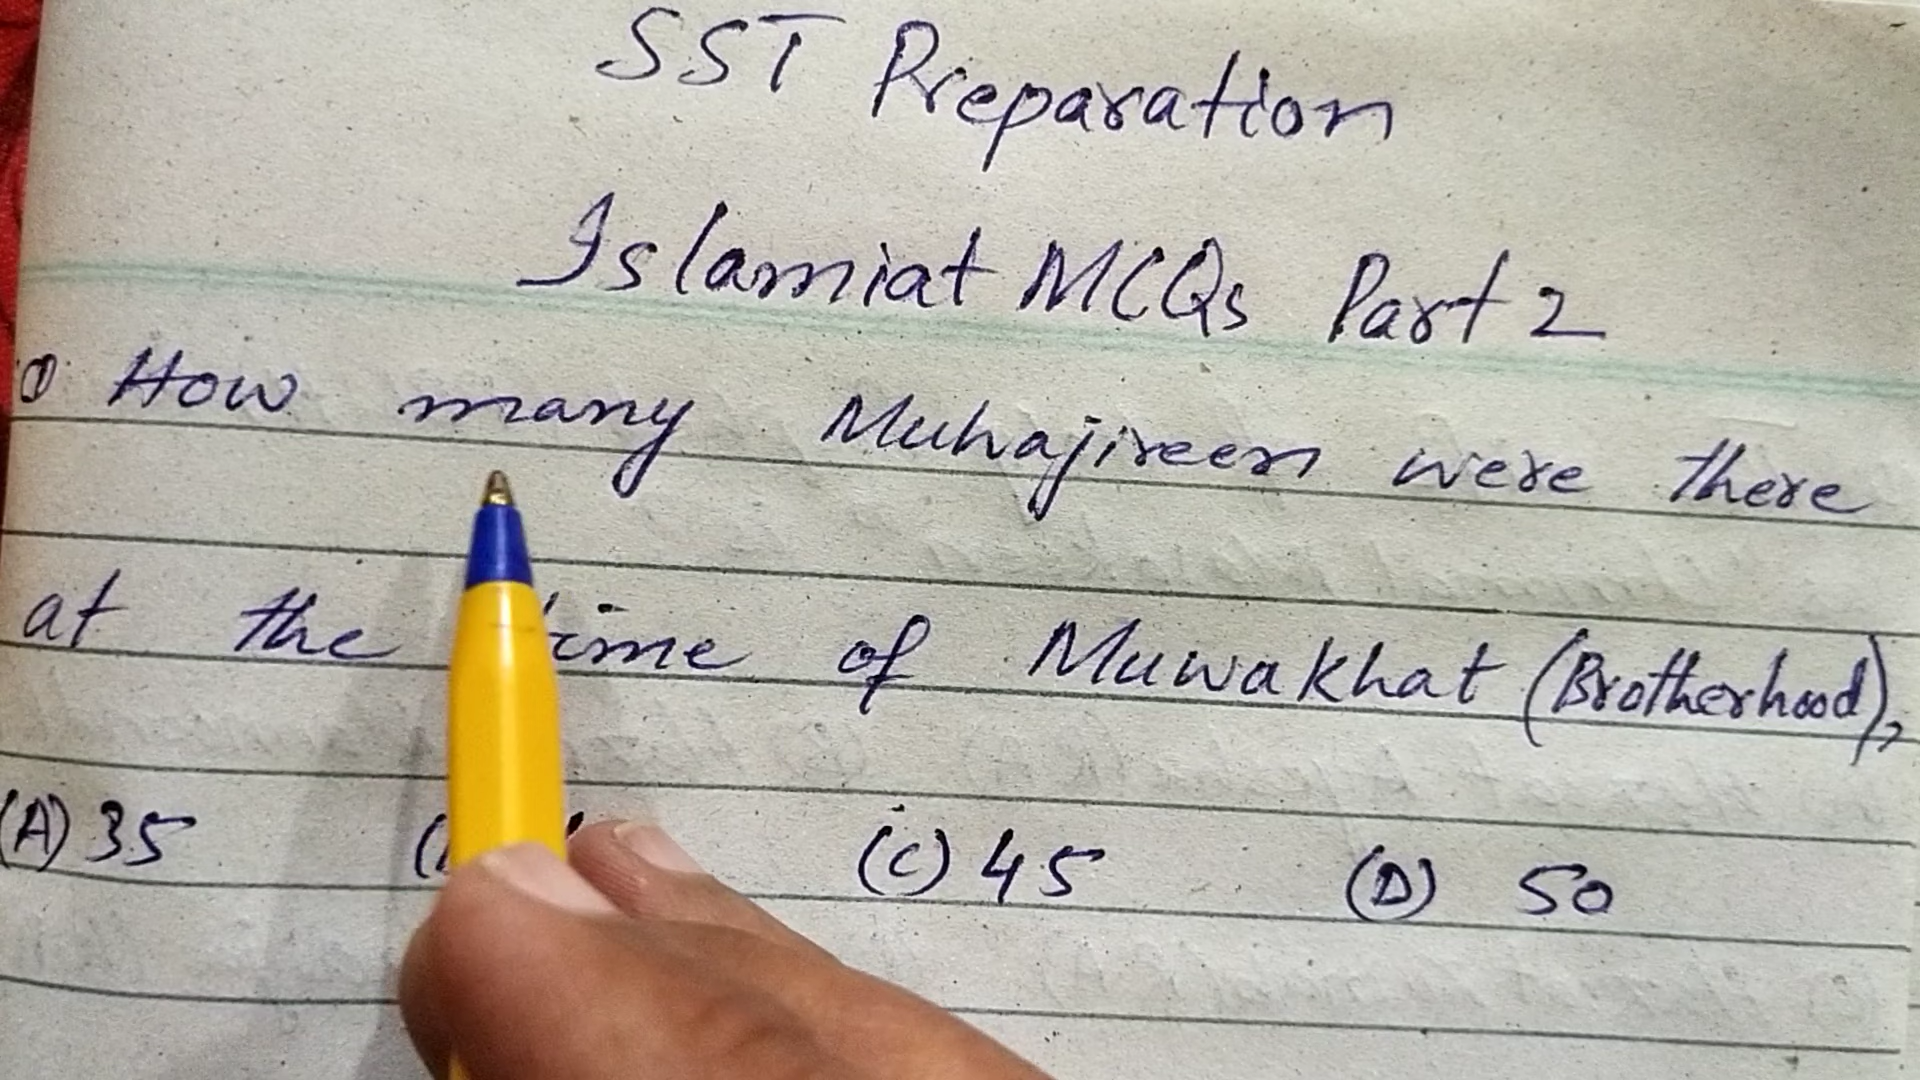 SST Preparation
Islamiat MCQs Part 2
① How many Muhajireen were there
at the time of Muwakhat (Brotherhood),
(A) 35 (C) 45 (D) 50